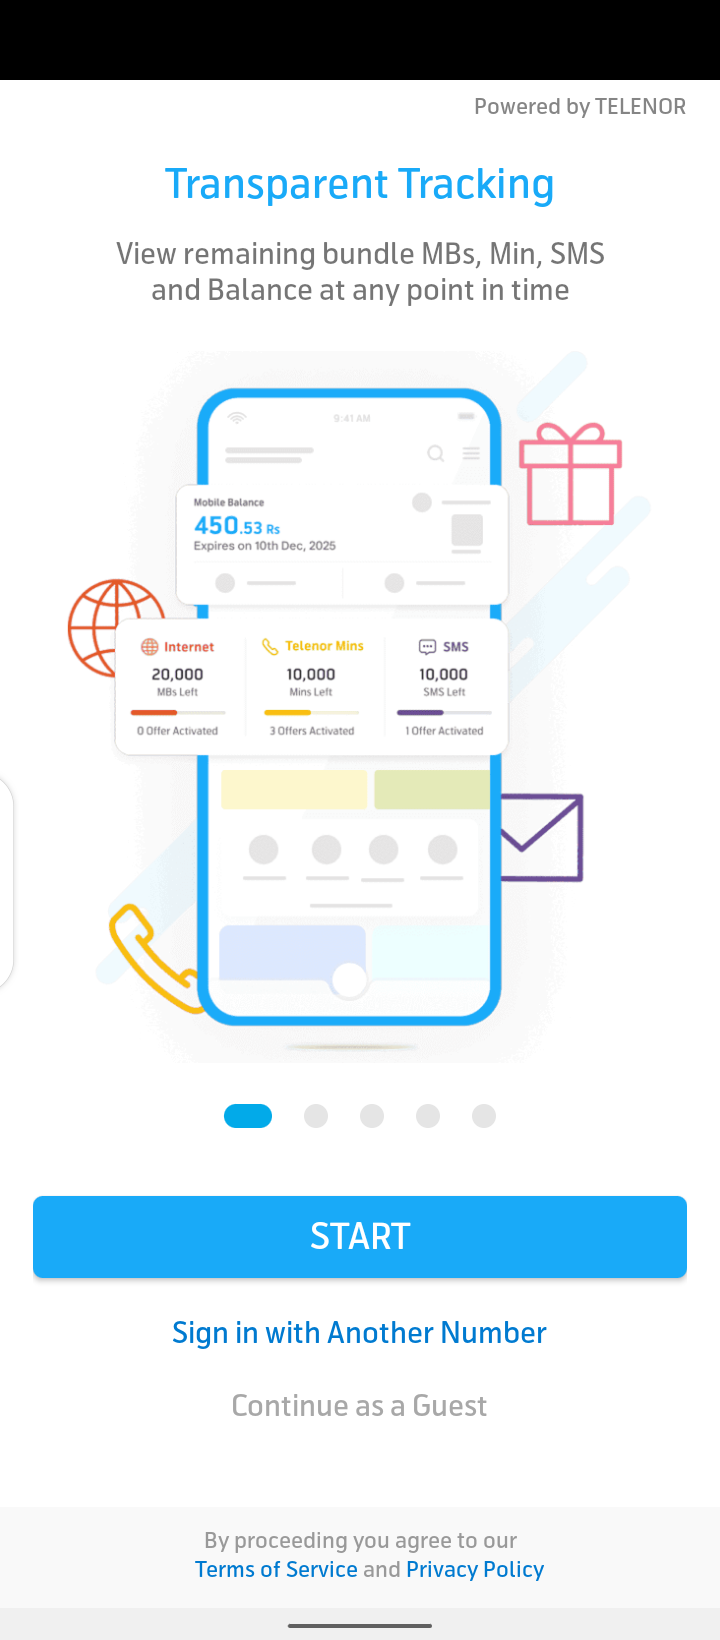 Powered by TELENOR
Transparent Tracking
View remaining bundle MBs, Min, SMS
and Balance at any point in time
9:41 AM
Mobile Balance
450.53 Rs
Expires on 10th Dec, 2025
Internet
20,000
MBs Left
0 Offer Activated
Telenor Mins
10,000
Mins Left
3 Offers Activated
SMS
10,000
SMS Left
1 Offer Activated
START
Sign in with Another Number
Continue as a Guest
By proceeding you agree to our
Terms of Service and Privacy Policy